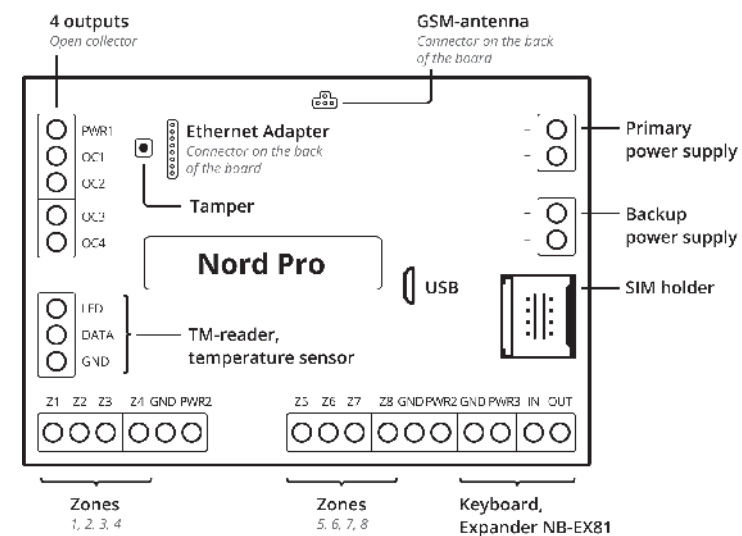 4 outputs
Open collector
GSM-antenna
Connector on the back
of the board
PWR1
OC1
OC2
OC3
OC4
Ethernet Adapter
Connector on the back
of the board
Tamper
-
-
Primary
power supply
-
-
Backup
power supply
Nord Pro
USB
SIM holder
LED
DATA
GND
TM-reader,
temperature sensor
Z1 Z2 Z3 Z4 GND PWR2
Z5 Z6 Z7 Z8 GND PWR2 GND PWR3 IN OUT
Zones
1, 2, 3, 4
Zones
5, 6, 7, 8
Keyboard,
Expander NB-EX81